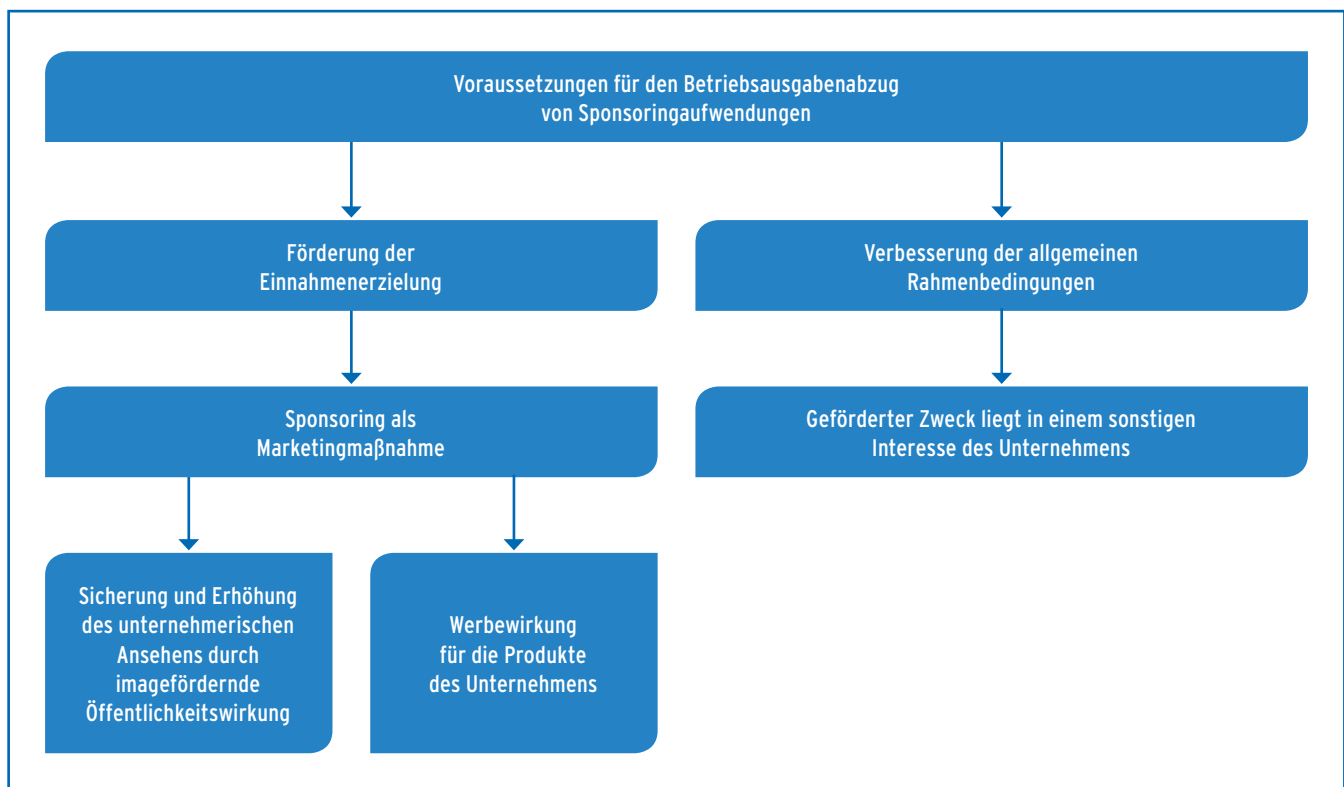 Voraussetzungen für den Betriebsausgabenabzug
von Sponsoringaufwendungen
Förderung der
Einnahmenerzielung
Verbesserung der allgemeinen
Rahmenbedingungen
Sponsoring als
Marketingmaßnahme
Geförderter Zweck liegt in einem sonstigen
Interesse des Unternehmens
Sicherung und Erhöhung
des unternehmerischen
Ansehens durch
imagefördernde
Öffentlichkeitswirkung
Werbewirkung
für die Produkte
des Unternehmens